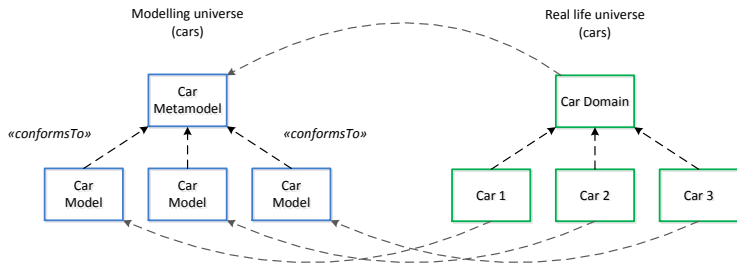 Modelling universe
(cars)
Real life universe
(cars)
Car
Metamodel
Car Domain
«conformsTo»
«conformsTo»
Car
Model
Car
Model
Car
Model
Car 1
Car 2
Car 3